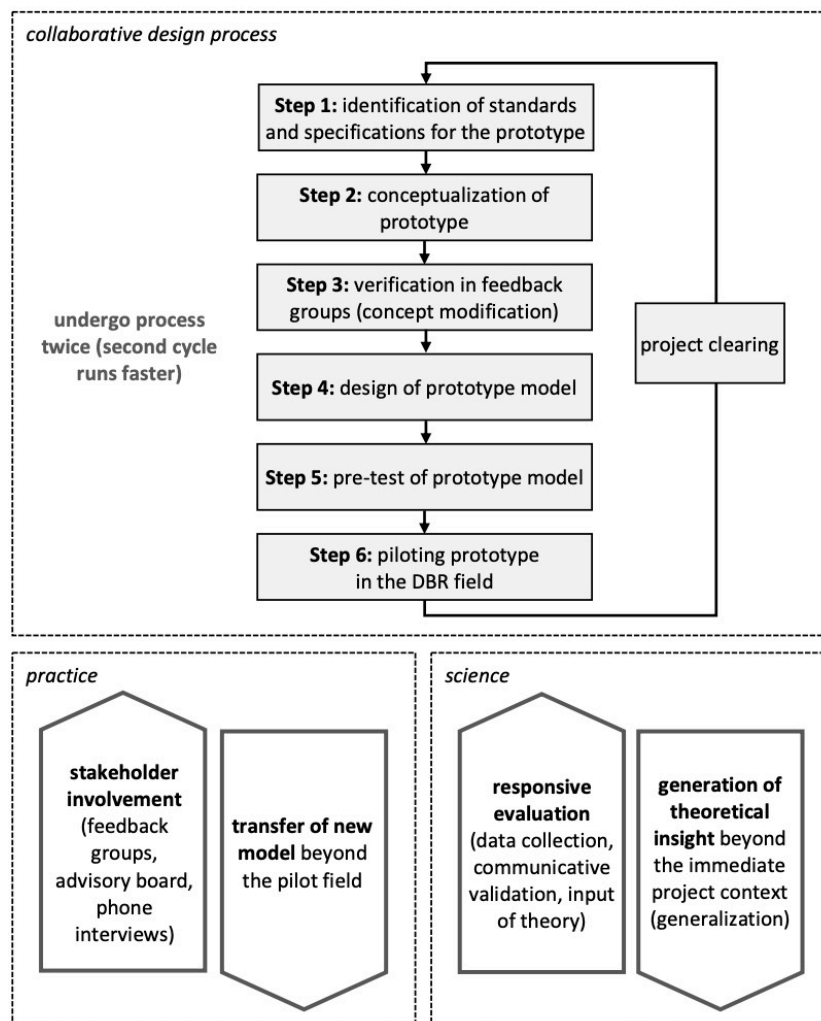 collaborative design process
Step 1: identification of standards
and specifications for the prototype
Step 2: conceptualization of
prototype
Step 3: verification in feedback
groups (concept modification)
undergo process
twice (second cycle
runs faster)
project clearing
Step 4: design of prototype model
Step 5: pre-test of prototype model
Step 6: piloting prototype
in the DBR field
practice
stakeholder
involvement
(feedback
groups,
advisory board,
phone
interviews)
transfer of new
model beyond
the pilot field
science
responsive
evaluation
(data collection,
communicative
validation, input
of theory)
generation of
theoretical
insight beyond
the immediate
project context
(generalization)